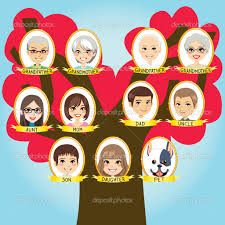 depositphotos
GRANDFATHER
GRANDMOTHER
GRANDFATHER
GRANDMOTHER
AUNT
MOM
DAD
UNCLE
SON
DAUGHTER
PET